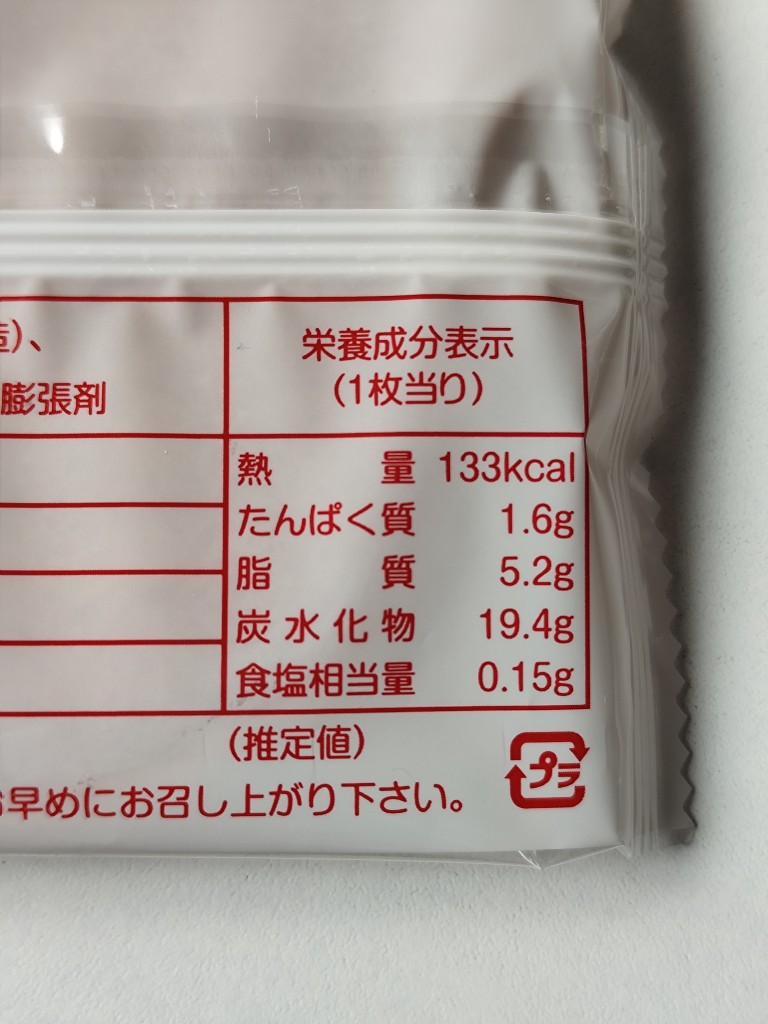 造)、
膨張剤
栄養成分表示
(1枚当り)
熱量 133kcal
たんぱく質 1.6g
脂質 5.2g
炭水化物 19.4g
食塩相当量 0.15g
(推定値)
お早めにお召し上がり下さい。
プラ